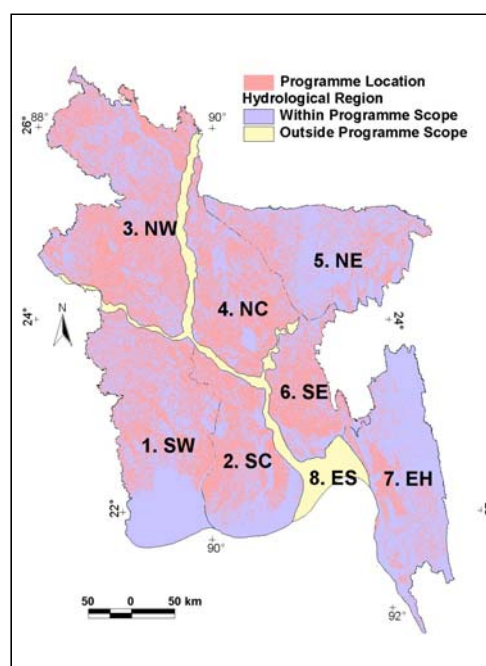 Programme Location
Hydrological Region
Within Programme Scope
Outside Programme Scope
88°
90°
26°
3. NW
5. NE
4. NC
24°
N
24°
6. SE
1. SW
2. SC
8. ES
7. EH
22°
90°
92°
50 0 50 km